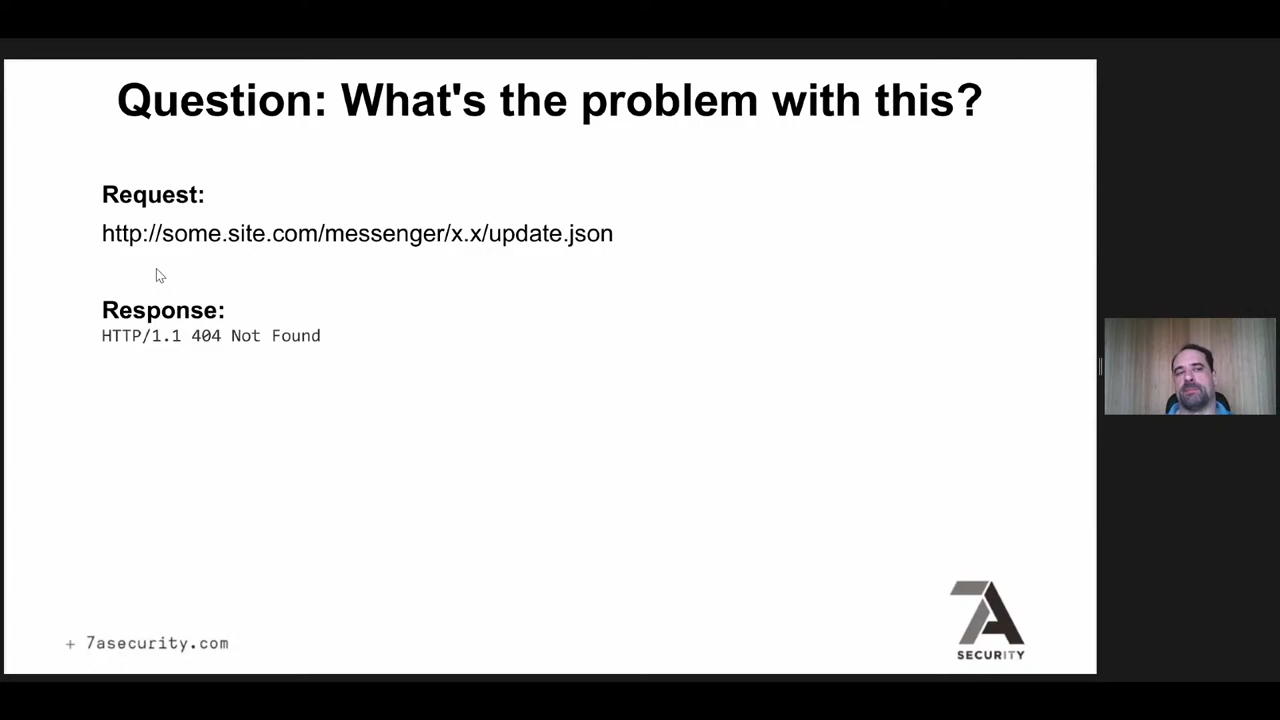 Question: What's the problem with this?
Request:
http://some.site.com/messenger/x.x/update.json
Response:
HTTP/1.1 404 Not Found
+ 7asecurity.com
7A
SECURITY